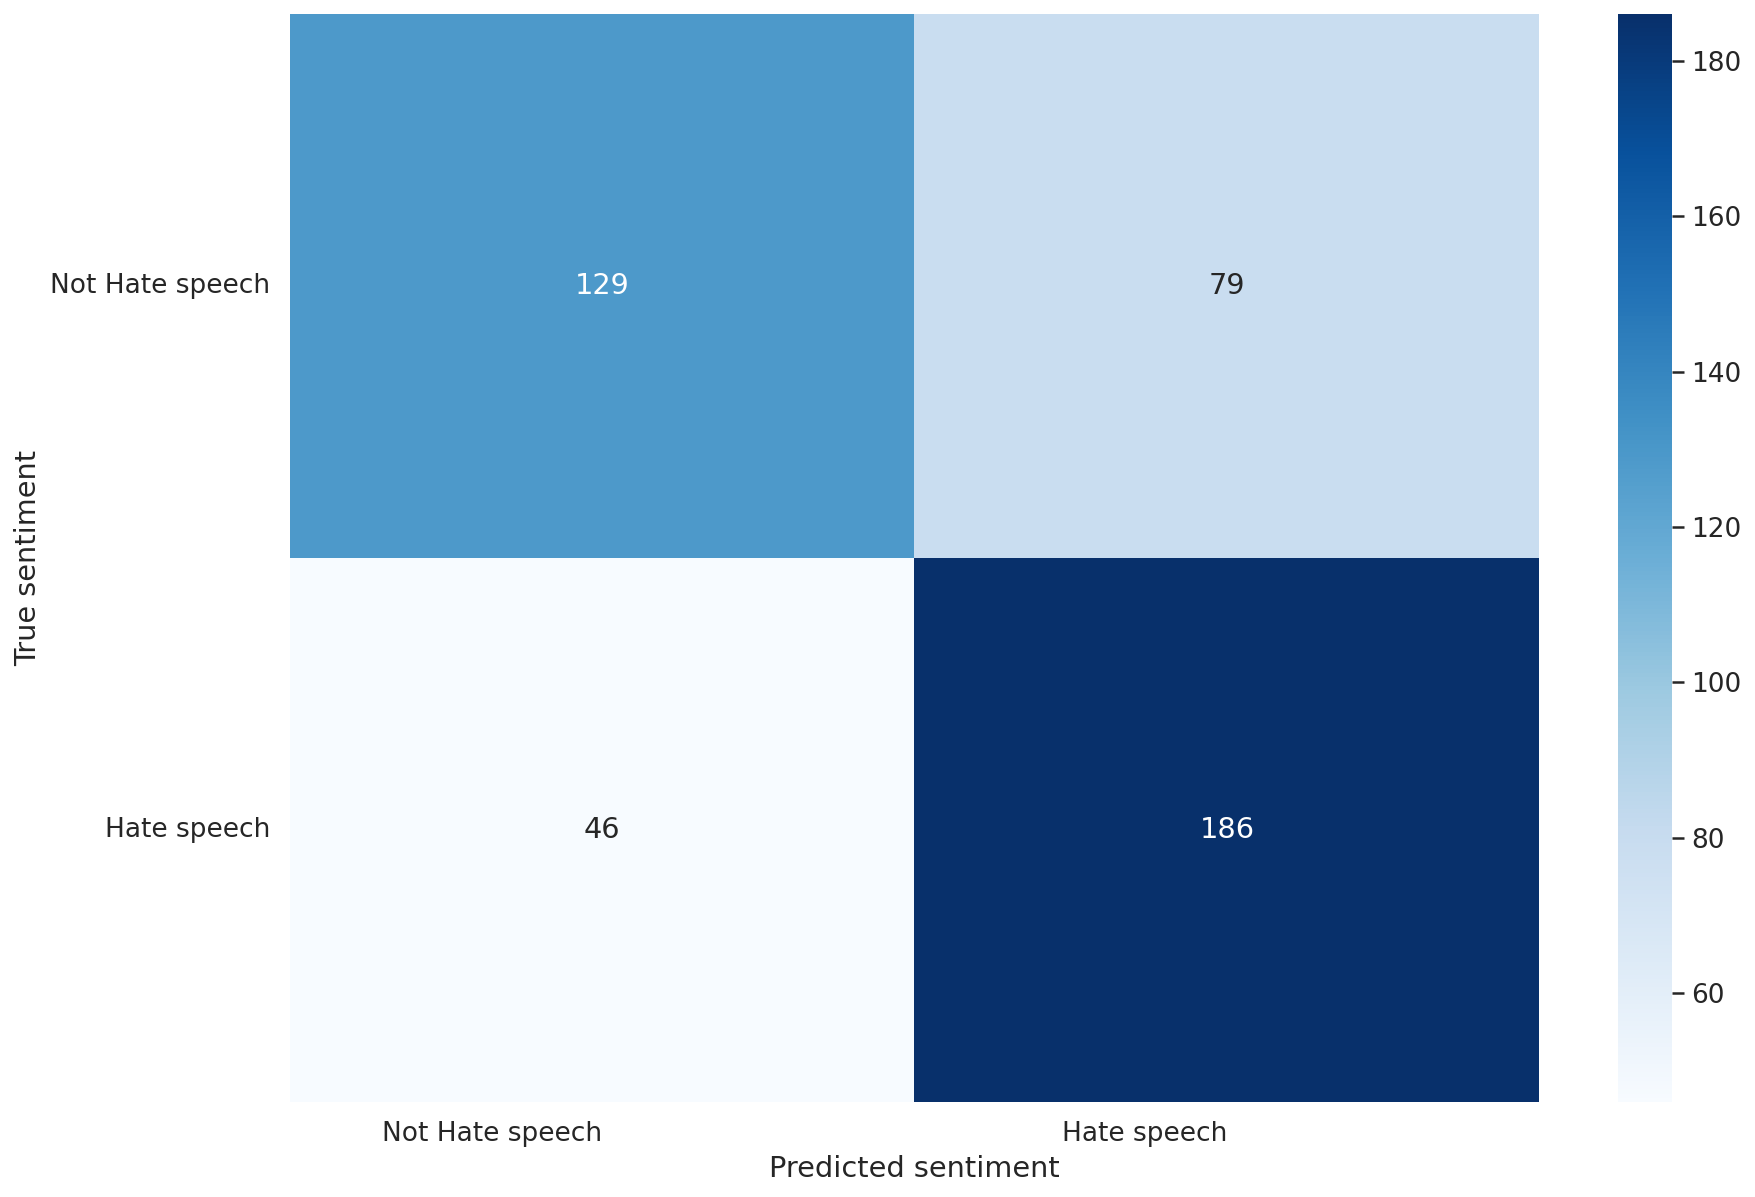 Not Hate speech
129
79
Hate speech
46
186
Not Hate speech
Hate speech
Predicted sentiment
True sentiment
180
160
140
120
100
80
60